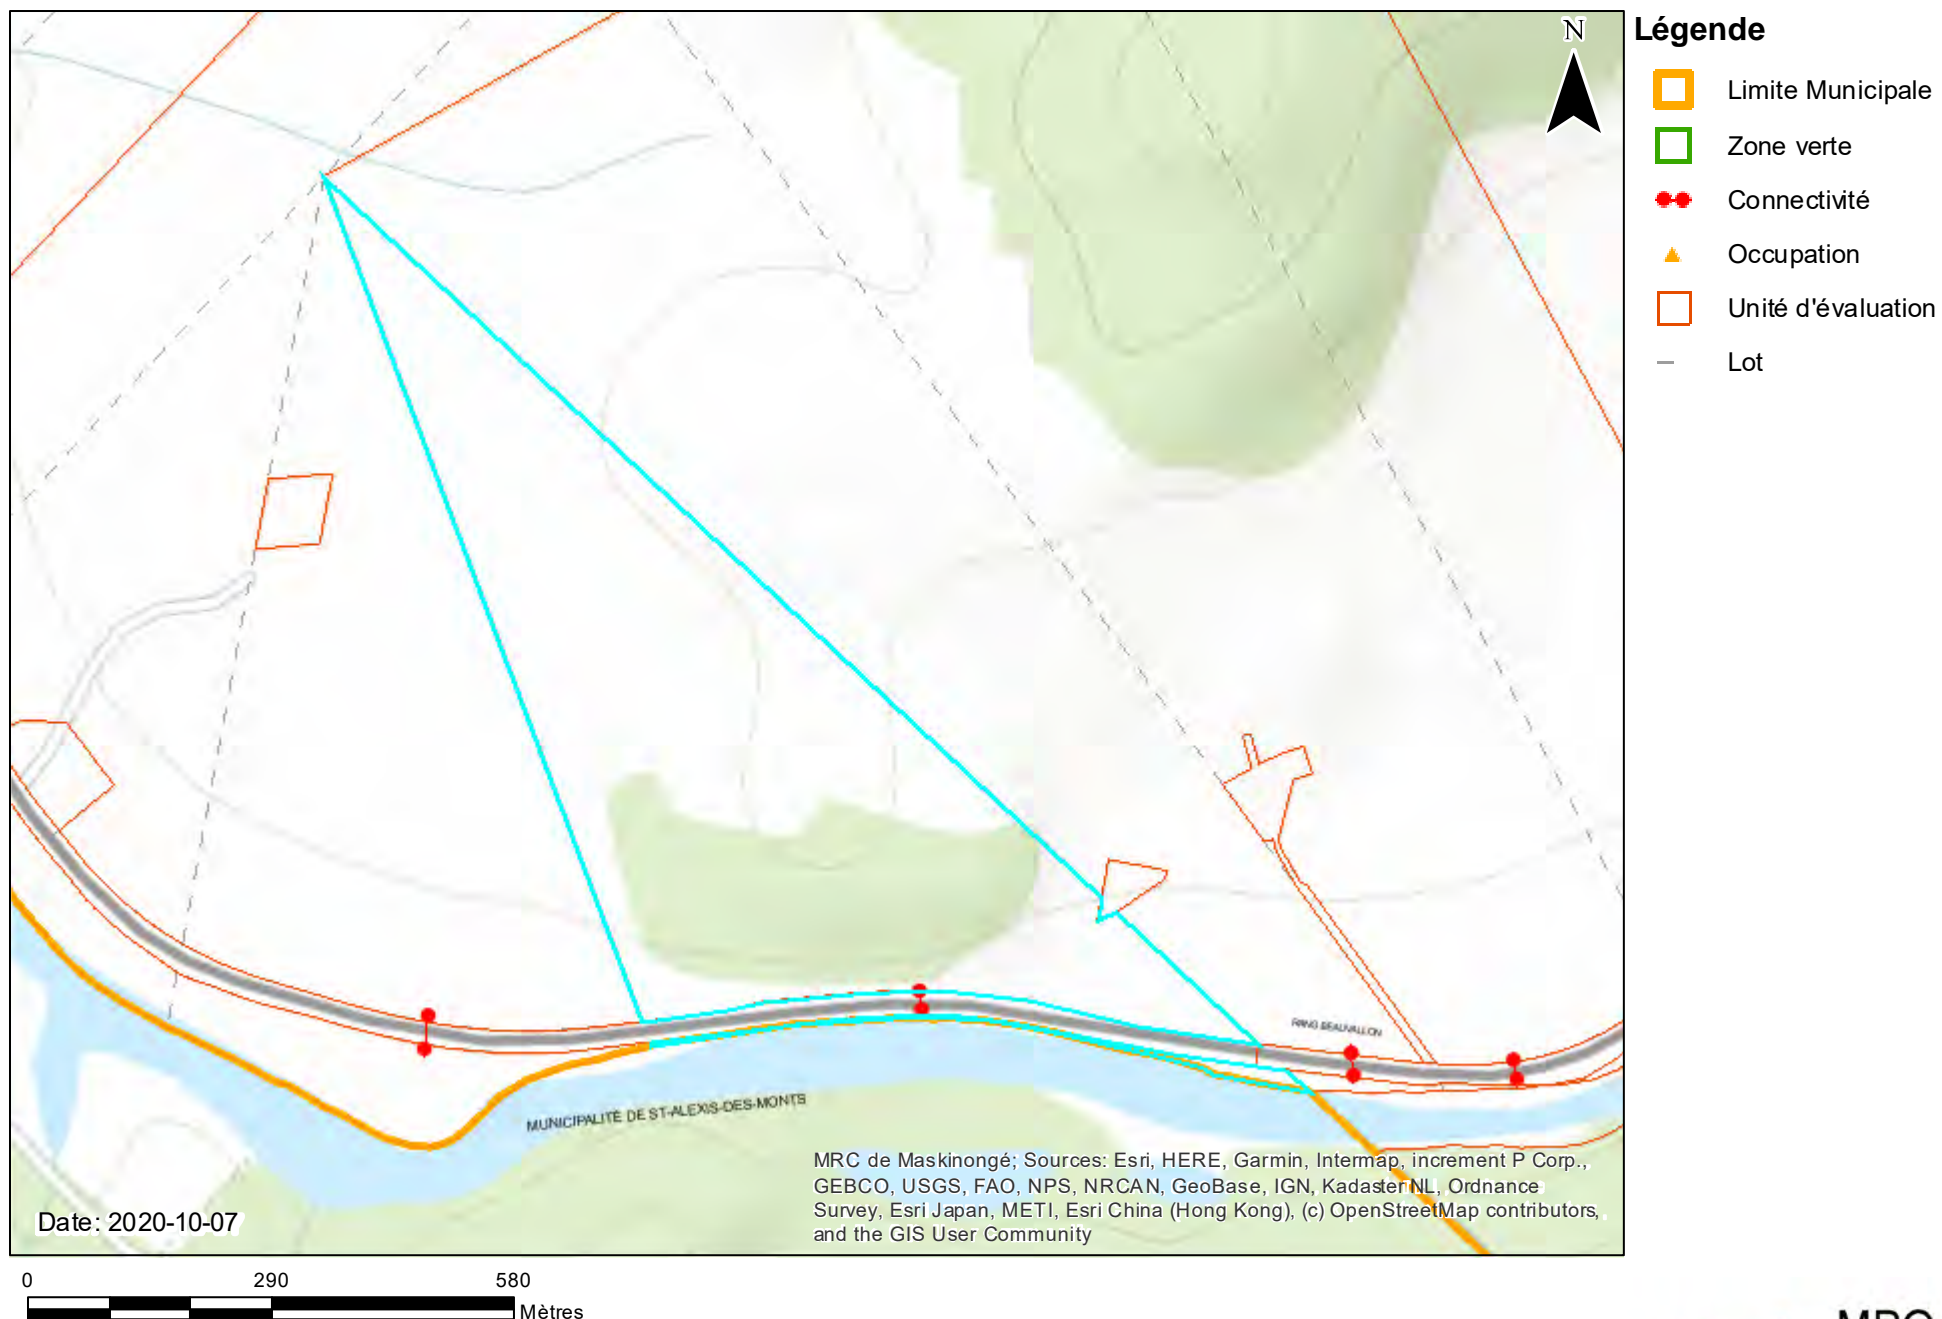 N
Légende
Limite Municipale
Zone verte
Connectivité
Occupation
Unité d'évaluation
Lot
RANG BEAUVALLON
MUNICIPALITÉ DE ST-ALEXIS-DES-MONTS
MRC de Maskinongé; Sources: Esri, HERE, Garmin, Intermap, increment P Corp.,
GEBCO, USGS, FAO, NPS, NRCAN, GeoBase, IGN, Kadaster NL, Ordnance
Survey, Esri Japan, METI, Esri China (Hong Kong), (c) OpenStreetMap contributors,
and the GIS User Community
Date: 2020-10-07
0 290 580
Mètres
MRC